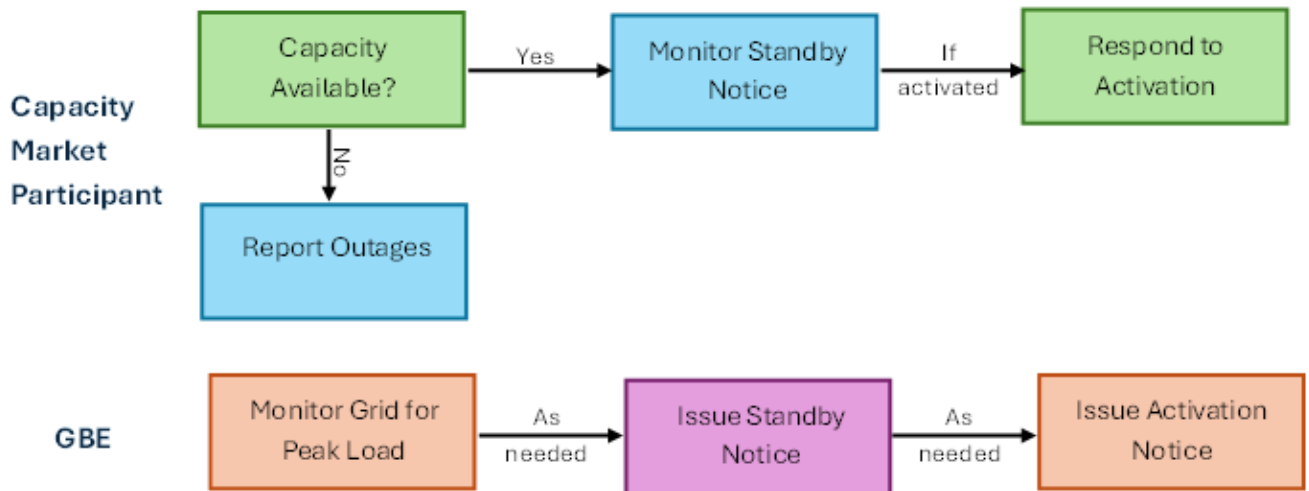 Capacity
Market
Participant
Capacity
Available?
Yes
Monitor Standby
Notice
If
activated
Respond to
Activation
No
Report Outages
GBE
Monitor Grid for
Peak Load
As
needed
Issue Standby
Notice
As
needed
Issue Activation
Notice